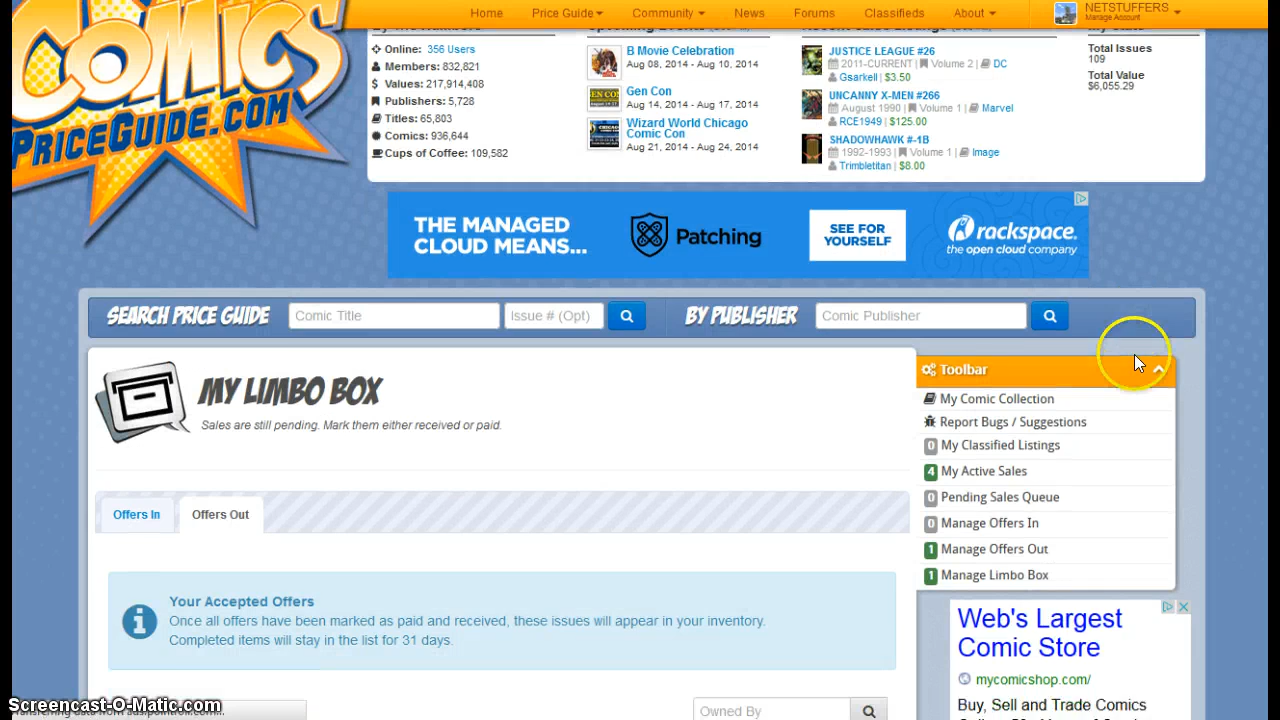 Home
Price Guide
Community
News
Forums
Classifieds
About
NETSTUFFERS
Manage Account
COMICS
PRICEGUIDE.COM
By The Numbers
Online: 356 Users
Members: 832,821
Values: 217,914,408
Publishers: 5,728
Titles: 65,803
Comics: 936,644
Cups of Coffee: 109,582
B Movie Celebration
Aug 08, 2014 - Aug 10, 2014
Gen Con
Aug 14, 2014 - Aug 17, 2014
Wizard World Chicago
Comic Con
Aug 21, 2014 - Aug 24, 2014
JUSTICE LEAGUE #26
2011-CURRENT | Volume 2 | DC
Gsarkell | $3.50
UNCANNY X-MEN #266
August 1990 | Volume 1 | Marvel
RCE1949 | $125.00
SHADOWHAWK #-1B
1992-1993 | Volume 1 | Image
Trimbletitan | $8.00
Total Issues
109
Total Value
$6,055.29
THE MANAGED
CLOUD MEANS...
Patching
SEE FOR
YOURSELF
rackspace.
the open cloud company
SEARCH PRICE GUIDE
Comic Title
Issue # (Opt)
BY PUBLISHER
Comic Publisher
MY LIMBO BOX
Sales are still pending. Mark them either received or paid.
Offers In
Offers Out
Your Accepted Offers
Once all offers have been marked as paid and received, these issues will appear in your inventory.
Completed items will stay in the list for 31 days.
Owned By
Toolbar
My Comic Collection
Report Bugs / Suggestions
0 My Classified Listings
4 My Active Sales
0 Pending Sales Queue
0 Manage Offers In
1 Manage Offers Out
1 Manage Limbo Box
Web's Largest
Comic Store
mycomicshop.com/
Buy, Sell and Trade Comics
Screencast-O-Matic.com